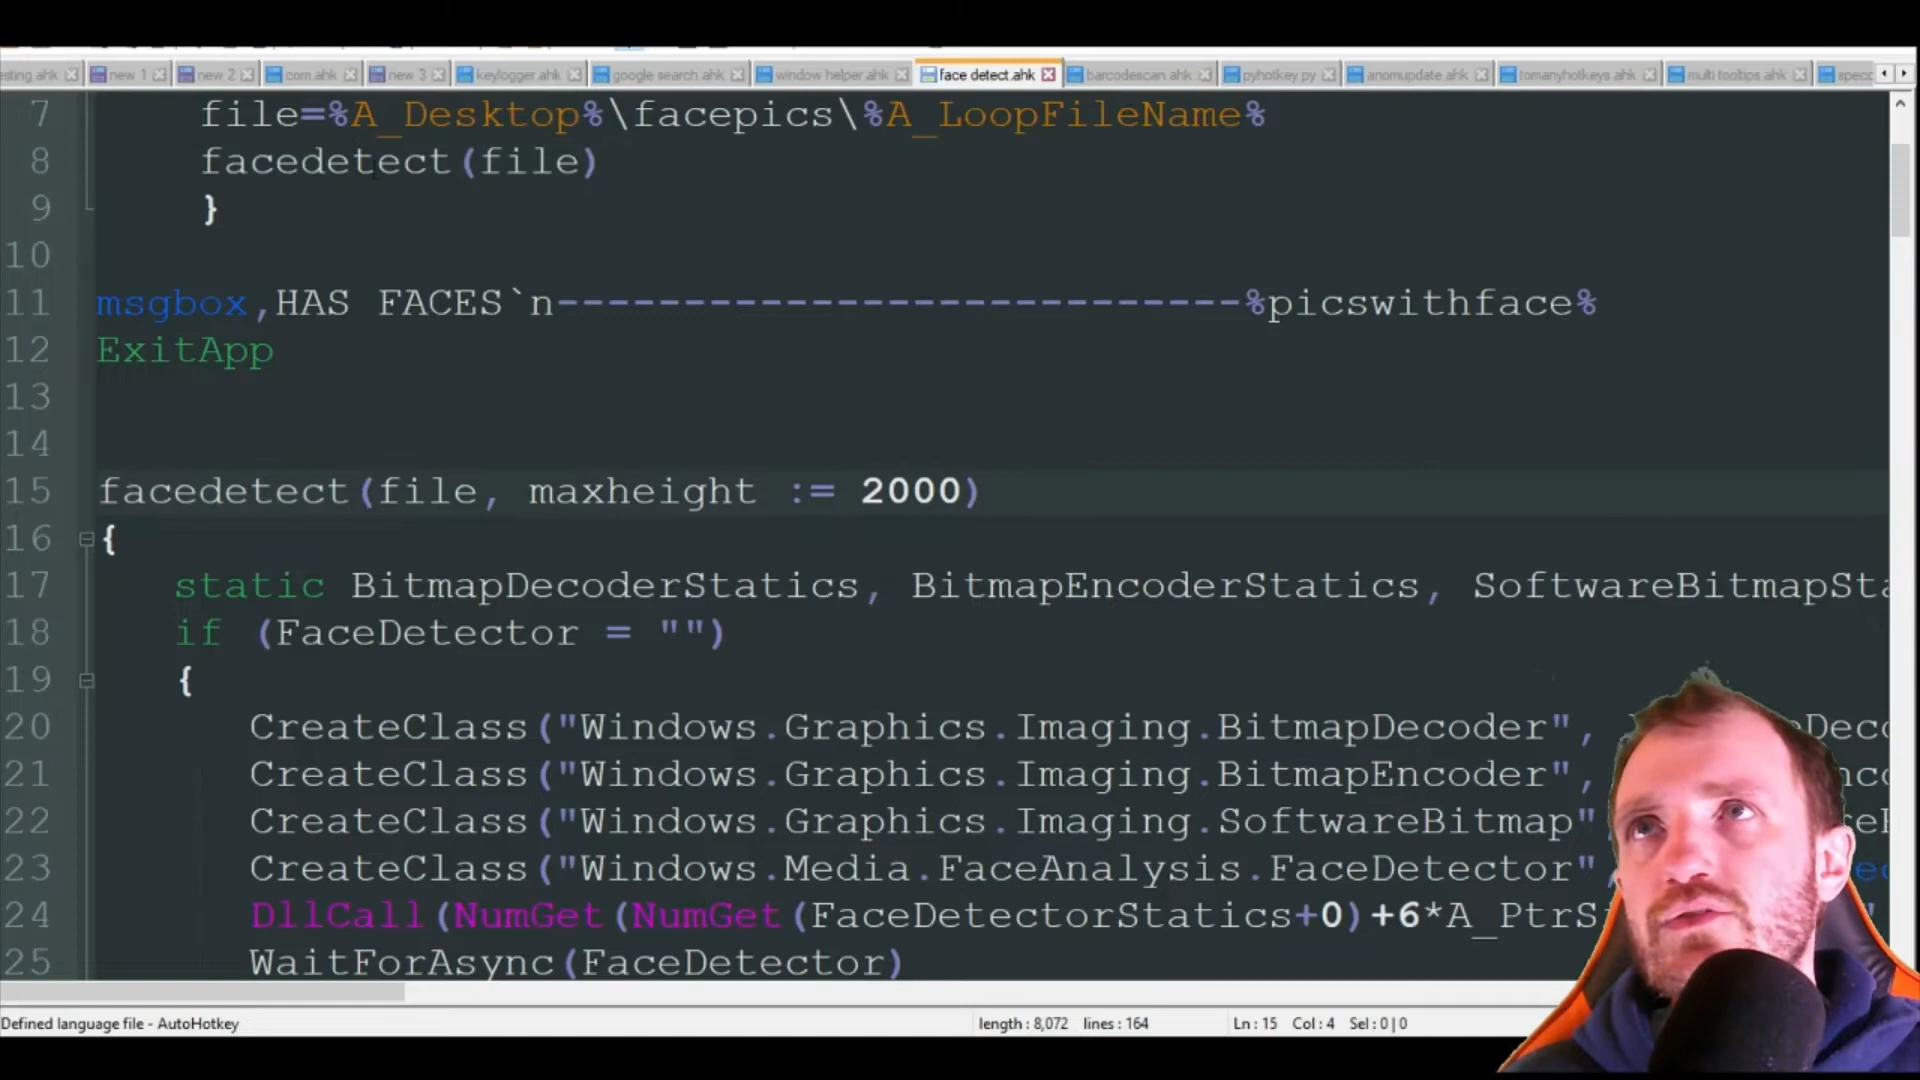 esting.ahk new 1 new 2 com.ahk new 3 keylogger.ahk google search.ahk window helper.ahk face detect.ahk barcodescan.ahk pyhotkey.py anomupdate.ahk tomanyhotkeys.ahk multi tooltips.ahk
7 file=%A_Desktop%\facepics\%A_LoopFileName%
8 facedetect(file)
9 }
10
11 msgbox,HAS FACES`n---------------------------%picswithface%
12 ExitApp
13
14
15 facedetect(file, maxheight := 2000)
16 {
17 static BitmapDecoderStatics, BitmapEncoderStatics, SoftwareBitmapSta
18 if (FaceDetector = "")
19 {
20 CreateClass("Windows.Graphics.Imaging.BitmapDecoder",
21 CreateClass("Windows.Graphics.Imaging.BitmapEncoder",
22 CreateClass("Windows.Graphics.Imaging.SoftwareBitmap"
23 CreateClass("Windows.Media.FaceAnalysis.FaceDetector",
24 DllCall(NumGet(NumGet(FaceDetectorStatics+0)+6*A_PtrS
25 WaitForAsync(FaceDetector)
Defined language file - AutoHotkey length : 8,072 lines : 164 Ln : 15 Col : 4 Sel : 0 | 0